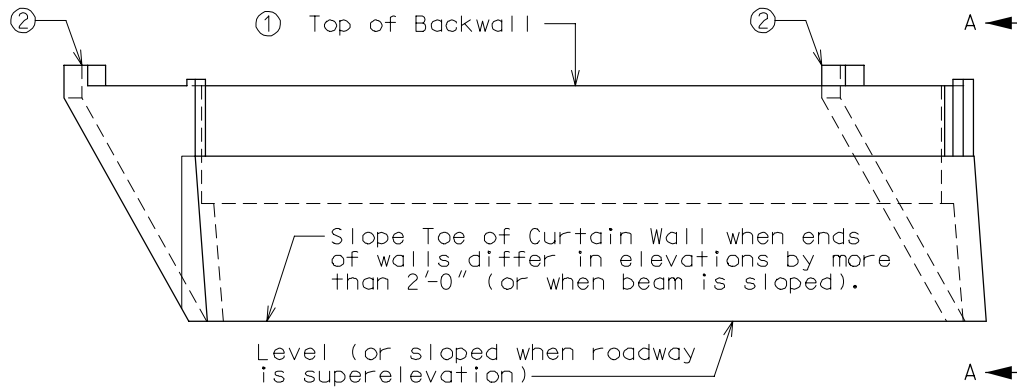 ② ① Top of Backwall ② A
Slope Toe of Curtain Wall when ends
of walls differ in elevations by more
than 2'-0" (or when beam is sloped).
Level (or sloped when roadway
is superelevation)
A